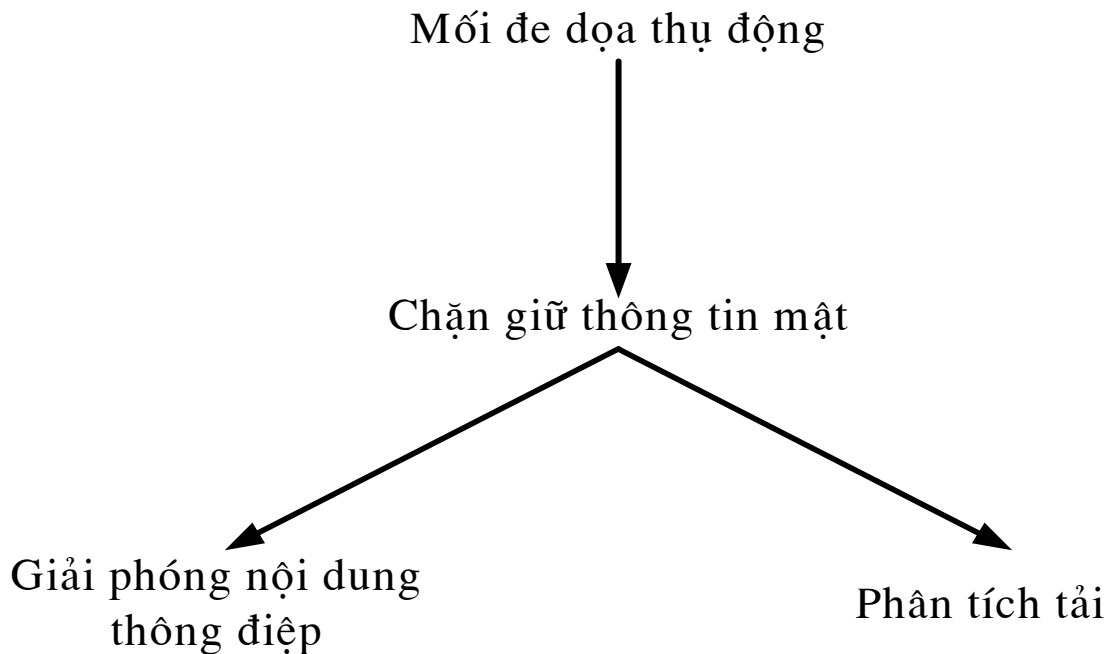 Mối đe dọa thụ động
Chặn giữ thông tin mật
Giải phóng nội dung
thông điệp
Phân tích tải